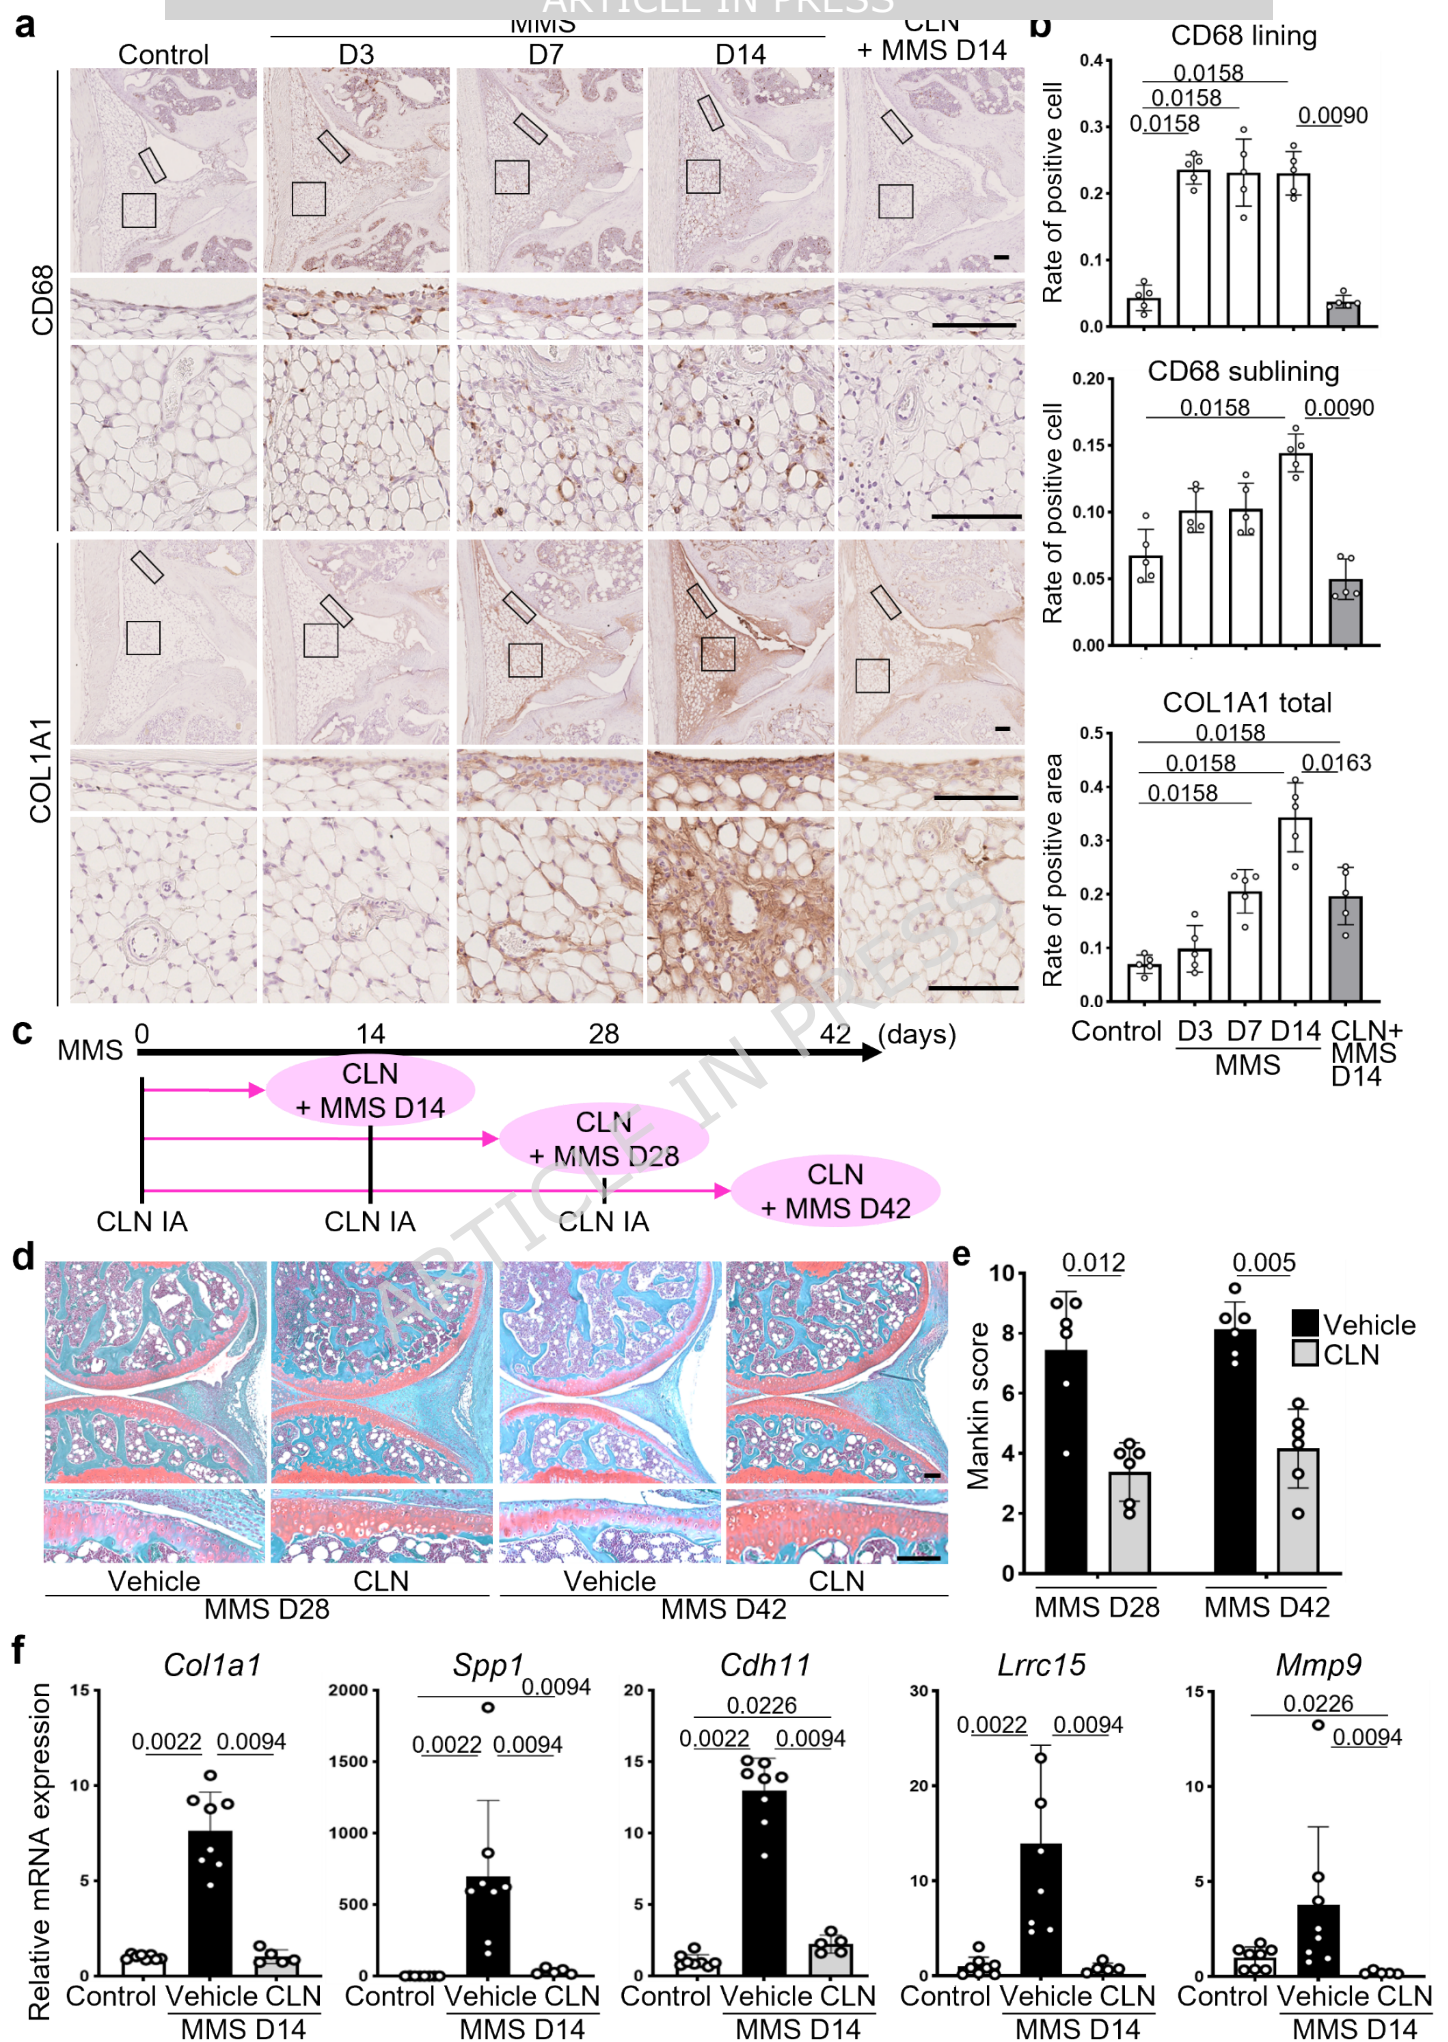 ARTICLE IN PRESS
a
MMS
CLN
Control
D3
D7
D14
+ MMS D14
CD68
COL1A1
b
CD68 lining
Rate of positive cell
0.4
0.3
0.2
0.1
0.0
0.0158
0.0158
0.0158
0.0090
CD68 sublining
Rate of positive cell
0.20
0.15
0.10
0.05
0.00
0.0158
0.0090
COL1A1 total
Rate of positive area
0.5
0.4
0.3
0.2
0.1
0.0
0.0158
0.0158
0.0163
0.0158
Control
D3
D7
D14
MMS
CLN+
MMS
D14
c
MMS
0
14
28
42
(days)
CLN
+ MMS D14
CLN
+ MMS D28
CLN
+ MMS D42
CLN IA
CLN IA
CLN IA
ARTICLE IN PRESS
d
Vehicle
CLN
Vehicle
CLN
MMS D28
MMS D42
e
Mankin score
10
8
6
4
2
0
0.012
0.005
Vehicle
CLN
MMS D28
MMS D42
f
Relative mRNA expression
Col1a1
15
10
5
0
0.0022
0.0094
Control Vehicle CLN
MMS D14
Spp1
2000
1500
1000
500
0
0.0094
0.0022
0.0094
Control Vehicle CLN
MMS D14
Cdh11
20
15
10
5
0
0.0226
0.0022
0.0094
Control Vehicle CLN
MMS D14
Lrrc15
30
20
10
0
0.0022
0.0094
Control Vehicle CLN
MMS D14
Mmp9
15
10
5
0
0.0226
0.0094
Control Vehicle CLN
MMS D14